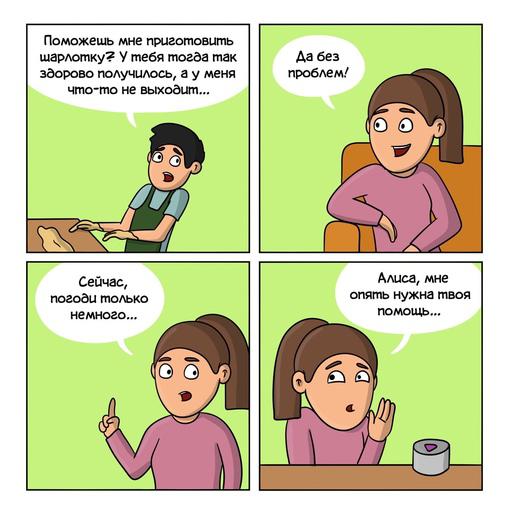 Поможешь мне приготовить
шарлотку? У тебя тогда так
здорово получилось, а у меня
что-то не выходит...
Да без
проблем!
Сейчас,
погоди только
немного...
Алиса, мне
опять нужна твоя
помощь...